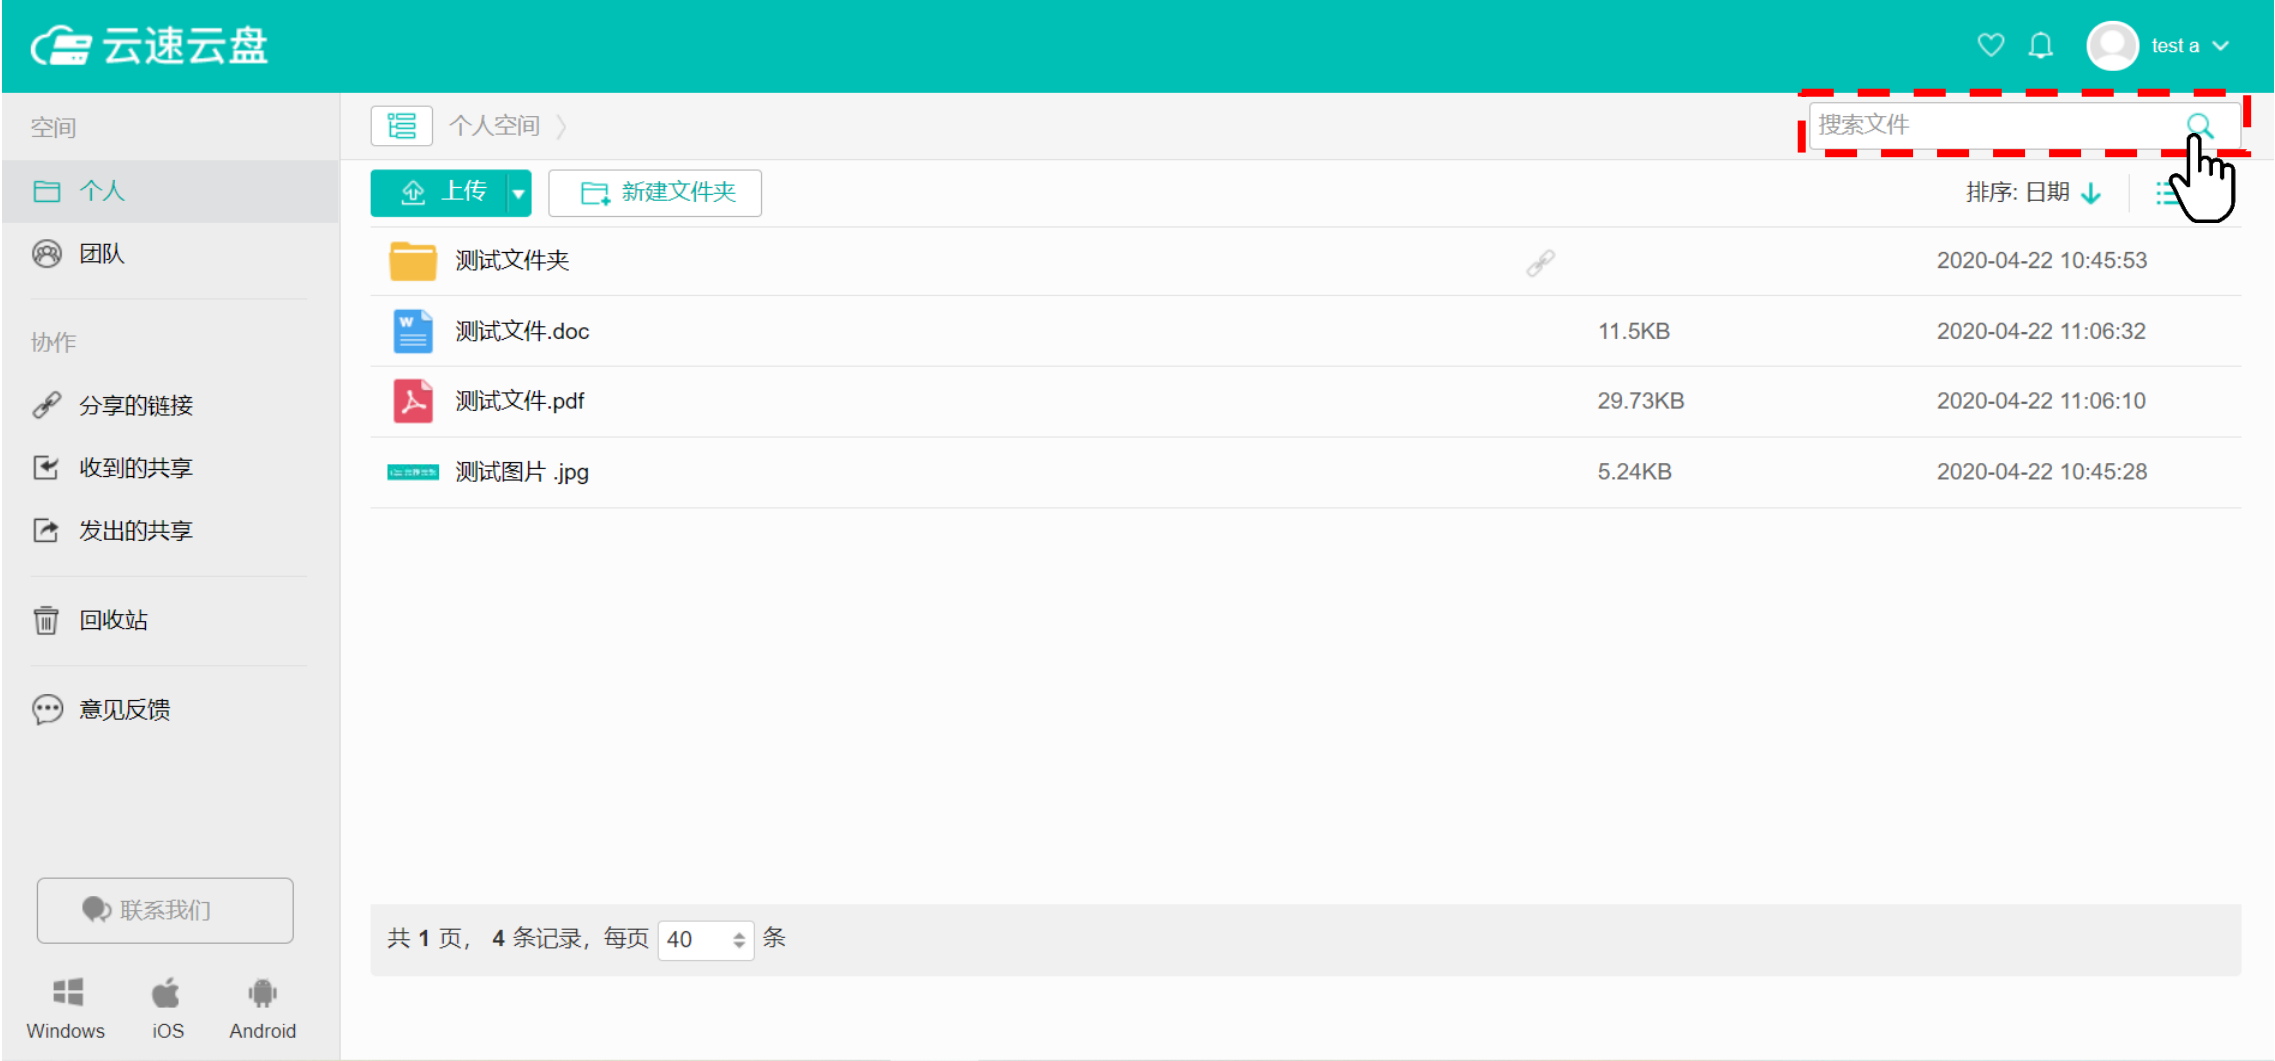 云速云盘
test a
空间
个人空间
搜索文件
个人
上传
新建文件夹
排序: 日期
团队
测试文件夹
2020-04-22 10:45:53
协作
测试文件.doc
11.5KB
2020-04-22 11:06:32
分享的链接
测试文件.pdf
29.73KB
2020-04-22 11:06:10
收到的共享
测试图片 .jpg
5.24KB
2020-04-22 10:45:28
发出的共享
回收站
意见反馈
联系我们
共 1 页， 4 条记录，每页 40 条
Windows
iOS
Android